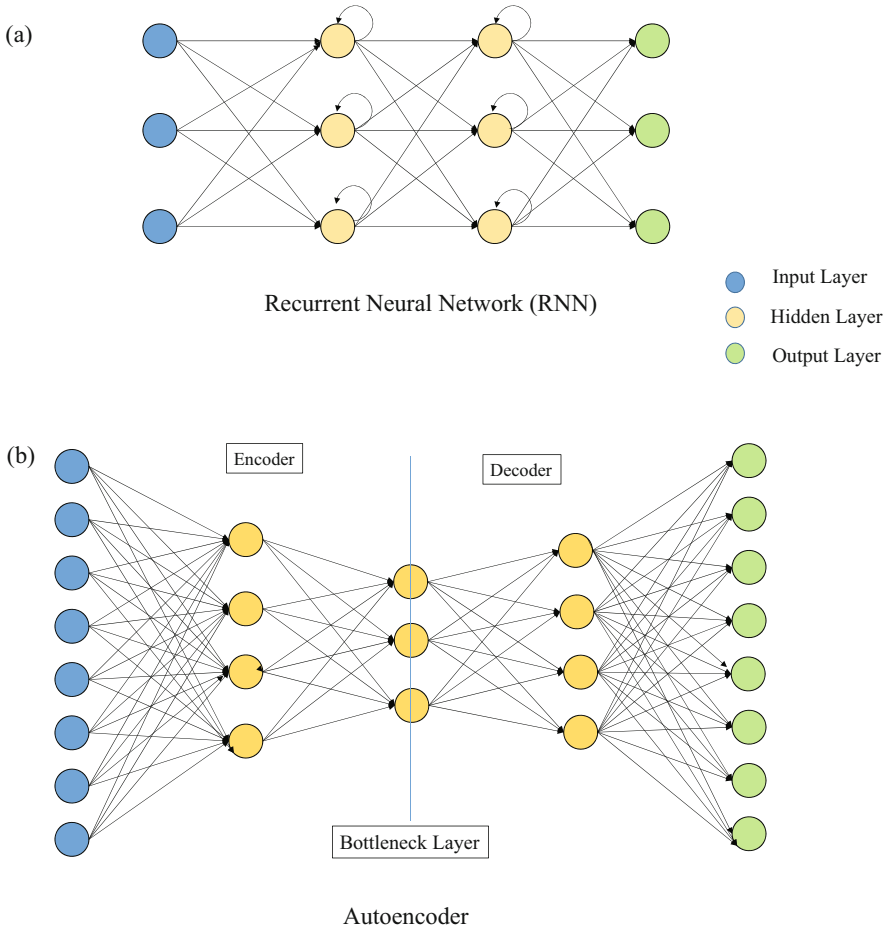 (a)
Recurrent Neural Network (RNN)
Input Layer
Hidden Layer
Output Layer
(b)
Encoder
Decoder
Bottleneck Layer
Autoencoder